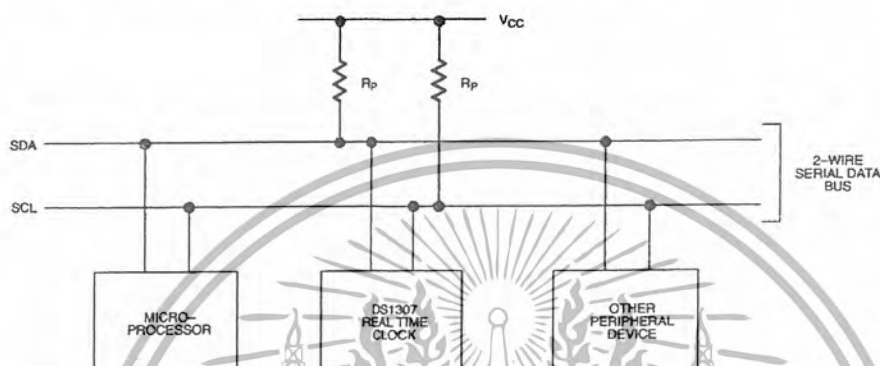 VCC
RP
RP
SDA
SCL
2–WIRE
SERIAL DATA
BUS
MICRO–
PROCESSOR
DS1307
REAL TIME
CLOCK
OTHER
PERIPHERAL
DEVICE